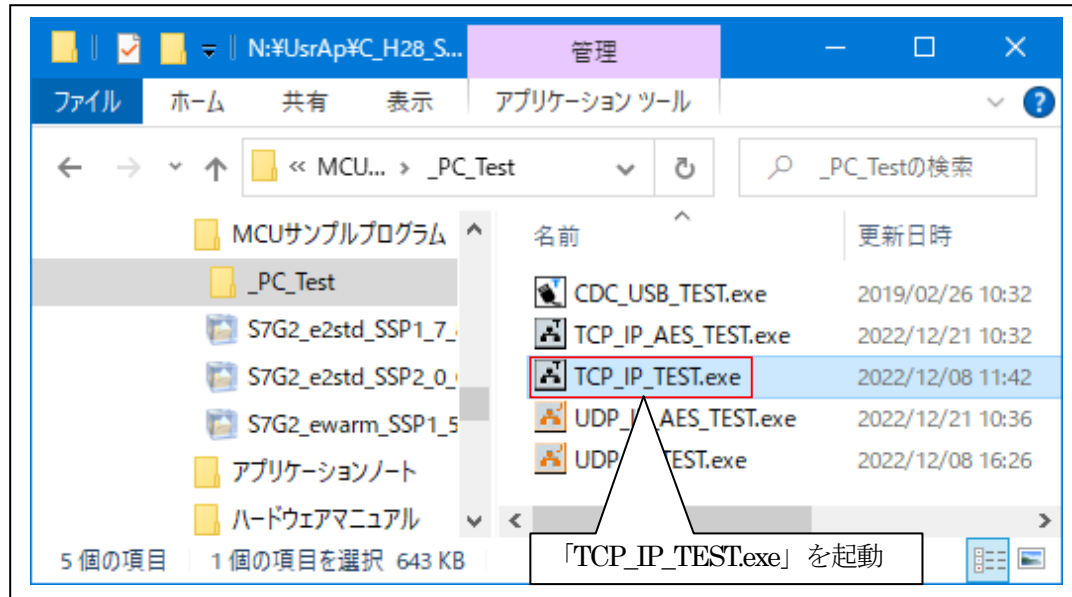 N:¥UsrAp¥C_H28_S...
管理
ファイル ホーム 共有 表示 アプリケーション ツール
« MCU... › _PC_Test
_PC_Testの検索
MCUサンプルプログラム
_PC_Test
S7G2_e2std_SSP1_7_
S7G2_e2std_SSP2_0_
S7G2_ewarm_SSP1_5
アプリケーションノート
ハードウェアマニュアル
名前 更新日時
CDC_USB_TEST.exe 2019/02/26 10:32
TCP_IP_AES_TEST.exe 2022/12/21 10:32
TCP_IP_TEST.exe 2022/12/08 11:42
UDP_I AES_TEST.exe 2022/12/21 10:36
UDP TEST.exe 2022/12/08 16:26
5 個の項目 1 個の項目を選択 643 KB
「TCP_IP_TEST.exe」を起動